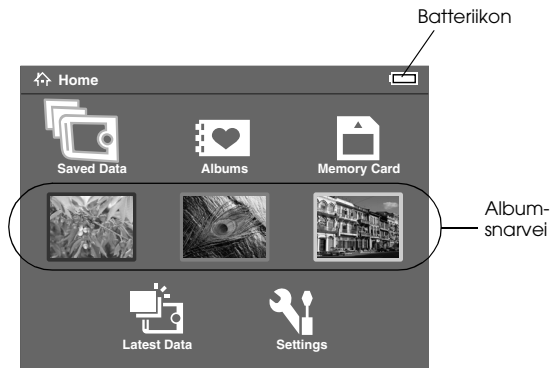 Batteriikon
Home
Saved Data
Albums
Memory Card
Album-
snarvei
Latest Data
Settings